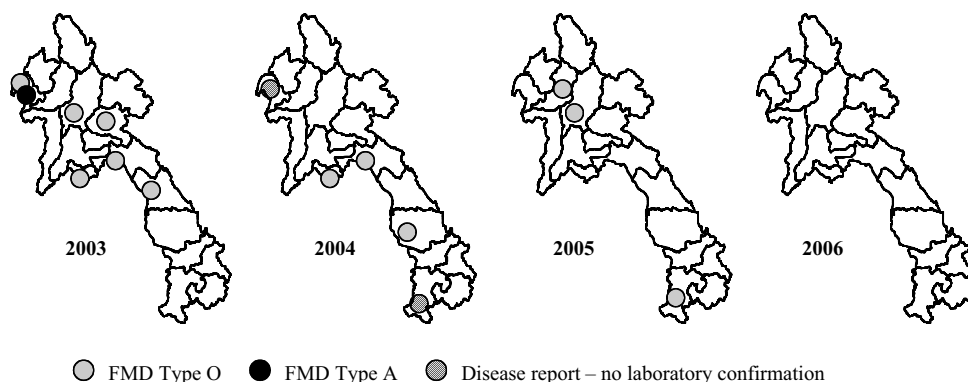 2003 2004 2005 2006
FMD Type O FMD Type A Disease report – no laboratory confirmation